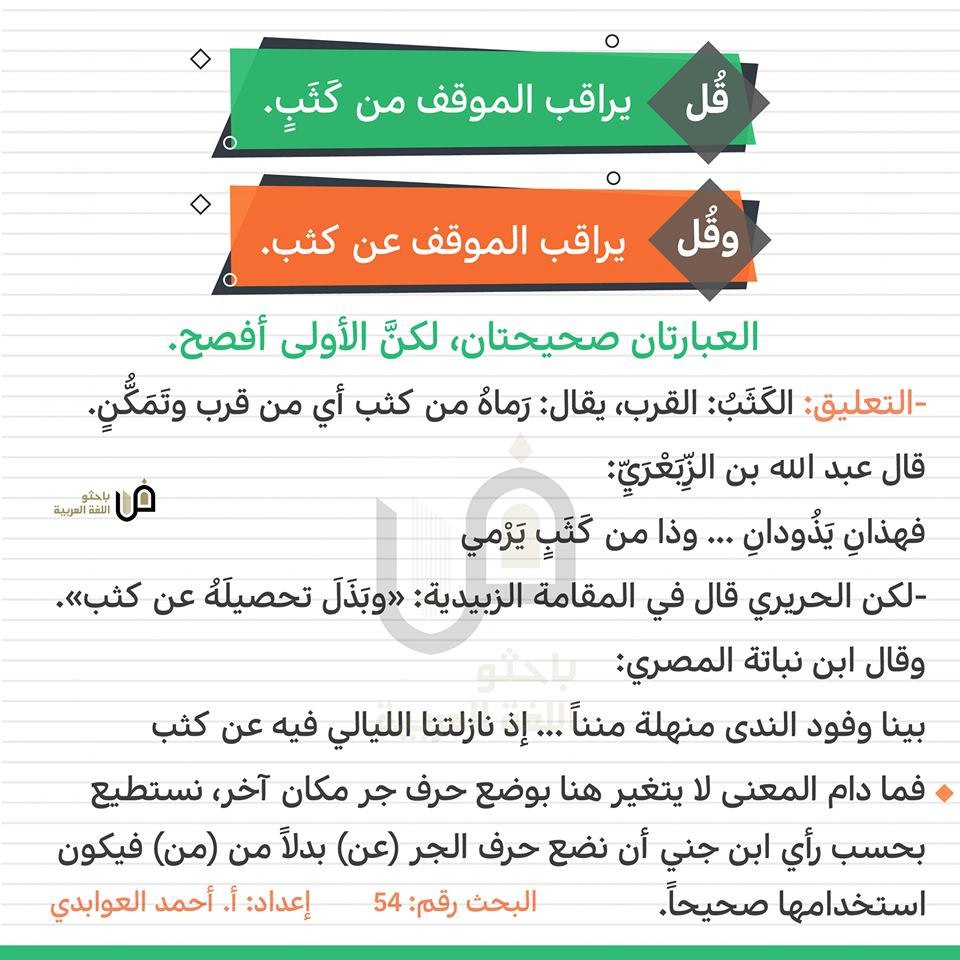 قُل
يراقب الموقف من كَثَبٍ.
وقُل
يراقب الموقف عن كثب.
العبارتان صحيحتان، لكنَّ الأولى أفصح.
-التعليق: الكَثَبُ: القرب، يقال: رَماهُ من كثب أي من قرب وتَمَكُّنٍ.
قال عبد الله بن الزِّبَعْرَيِّ:
باحثو
اللغة العربية
فهذانِ يَذُودانِ ... وذا من كَثَبٍ يَرْمي
-لكن الحريري قال في المقامة الزبيدية: «وبَذَلَ تحصيلَهُ عن كثب».
وقال ابن نباتة المصري:
باحثو
اللغة العربية
بينا وفود الندى منهلة منناً ... إذ نازلتنا الليالي فيه عن كثب
فما دام المعنى لا يتغير هنا بوضع حرف جر مكان آخر، نستطيع
بحسب رأي ابن جني أن نضع حرف الجر (عن) بدلاً من (من) فيكون
استخدامها صحيحاً.
البحث رقم: 54
إعداد: أ. أحمد العوابدي